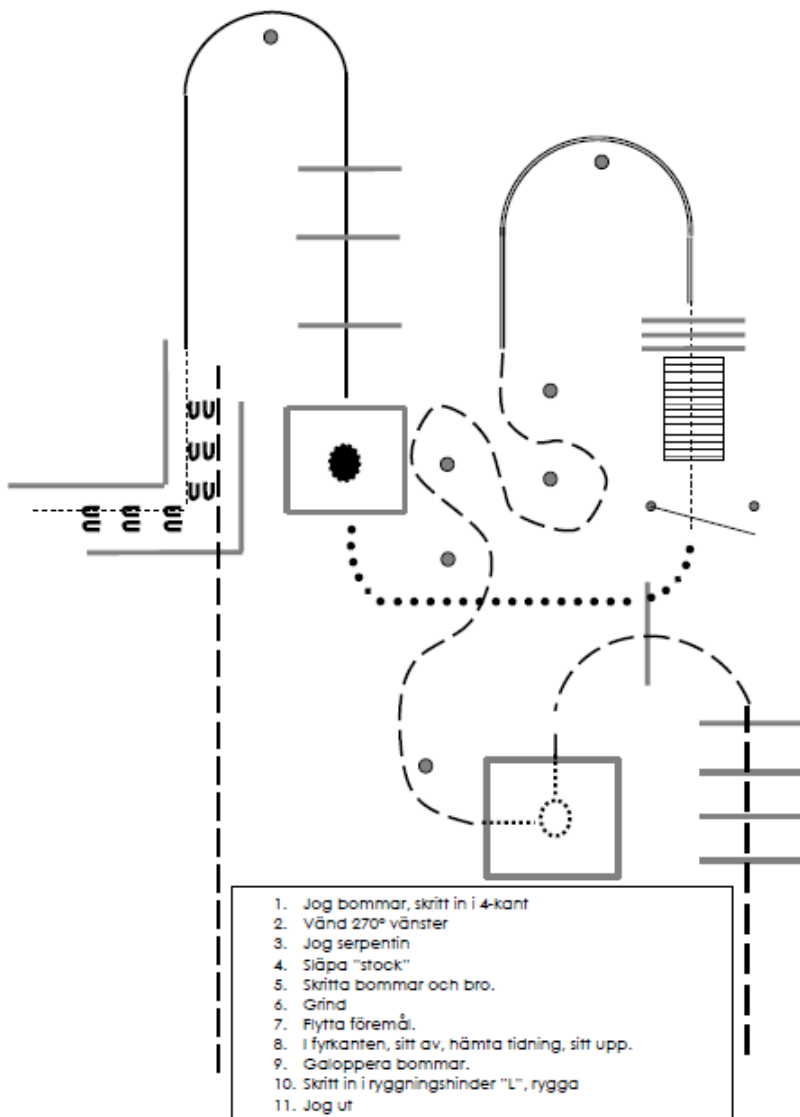 1. Jog bommar, skritt in i 4-kant
2. Vänd 270° vänster
3. Jog serpentin
4. Släpa "stock"
5. Skritta bommar och bro.
6. Grind
7. Flytta föremål.
8. I fyrkanten, sitt av, hämta tidning, sitt upp.
9. Galoppera bommar.
10. Skritt in i ryggningshinder "L", rygga
11. Jog ut